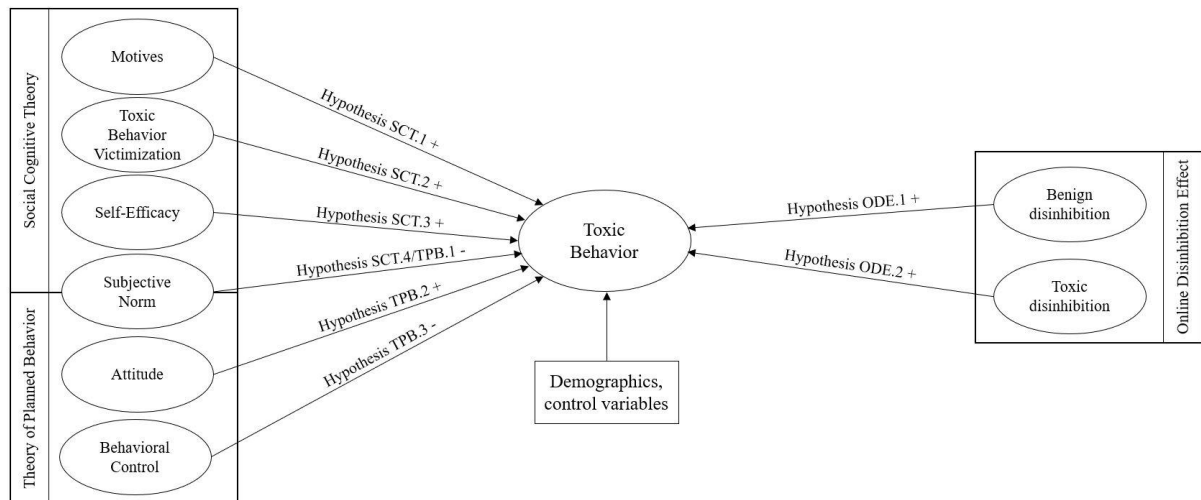 Social Cognitive Theory
Theory of Planned Behavior
Motives
Toxic
Behavior
Victimization
Self-Efficacy
Subjective
Norm
Attitude
Behavioral
Control
Hypothesis SCT.1 +
Hypothesis SCT.2 +
Hypothesis SCT.3 +
Hypothesis SCT.4/TPB.1 -
Hypothesis TPB.2 +
Hypothesis TPB.3 -
Toxic
Behavior
Demographics,
control variables
Hypothesis ODE.1 +
Hypothesis ODE.2 +
Benign
disinhibition
Toxic
disinhibition
Online Disinhibition Effect